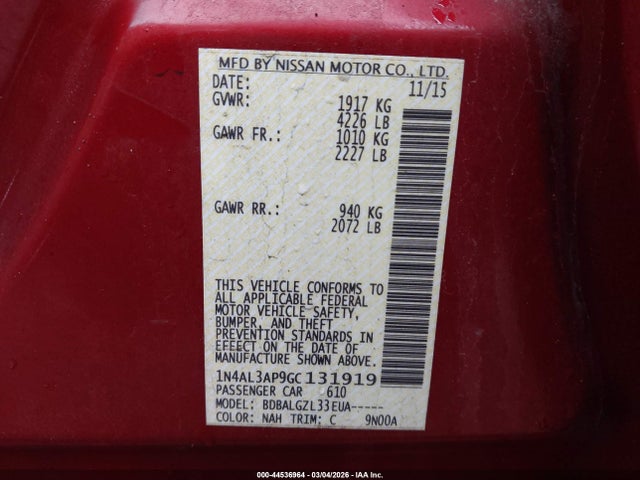 MFD BY NISSAN MOTOR CO., LTD.
DATE: 11/15
GVWR: 1917 KG
4226 LB
GAWR FR.: 1010 KG
2227 LB
GAWR RR.: 940 KG
2072 LB
THIS VEHICLE CONFORMS TO
ALL APPLICABLE FEDERAL
MOTOR VEHICLE SAFETY,
BUMPER, AND THEFT
PREVENTION STANDARDS IN
EFFECT ON THE DATE OF
MANUFACTURE SHOWN ABOVE.
1N4AL3AP9GC131919
PASSENGER CAR 610
MODEL: BDBALGZL33EUA-----
COLOR: NAH TRIM: C 9N00A
000-44536964 - 03/04/2026 - IAA Inc.